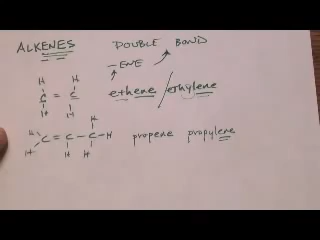 ALKENES DOUBLE BOND
-ENE
H H
C = C
H H
ethene/ethylene
H H
C = C - C - H
H H H
propene propylene